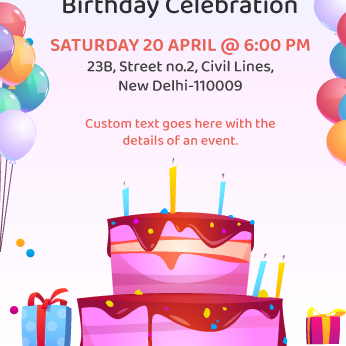 Birthday Celebration
SATURDAY 20 APRIL @ 6:00 PM
23B, Street no.2, Civil Lines,
New Delhi-110009
Custom text goes here with the
details of an event.